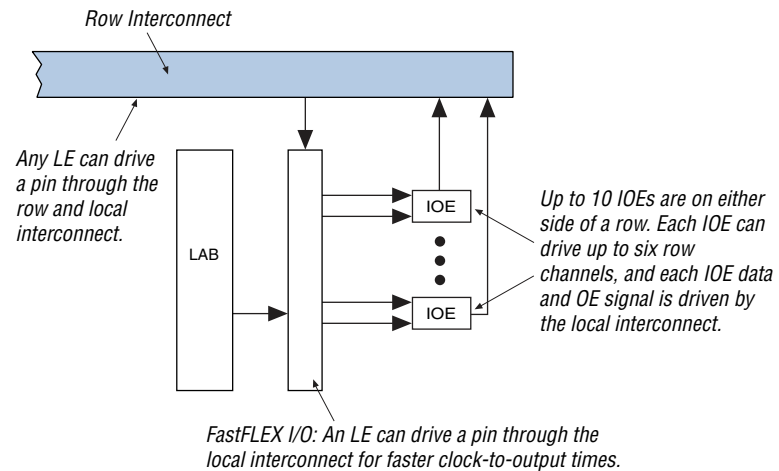 Row Interconnect
Any LE can drive
a pin through the
row and local
interconnect.
LAB
IOE
IOE
Up to 10 IOEs are on either
side of a row. Each IOE can
drive up to six row
channels, and each IOE data
and OE signal is driven by
the local interconnect.
FastFLEX I/O: An LE can drive a pin through the
local interconnect for faster clock-to-output times.